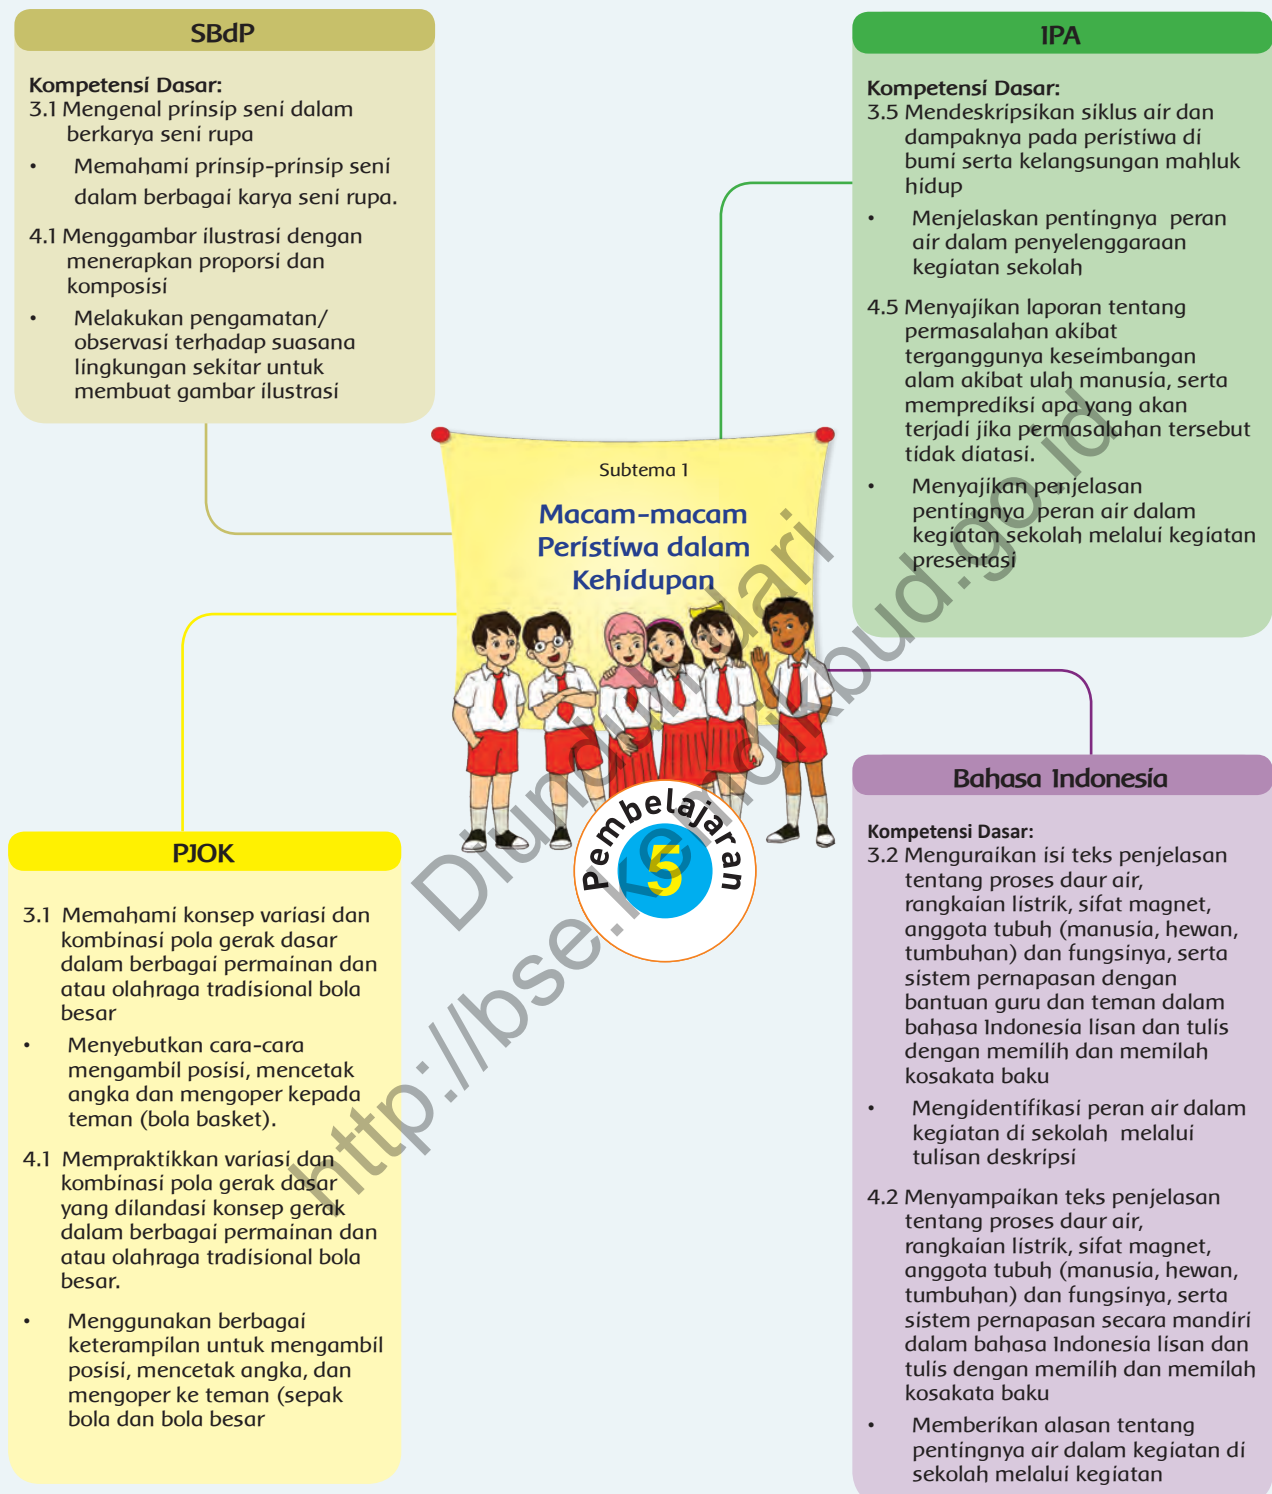 SBdP
Kompetensi Dasar:
3.1 Mengenal prinsip seni dalam
berkarya seni rupa
• Memahami prinsip-prinsip seni
dalam berbagai karya seni rupa.
4.1 Menggambar ilustrasi dengan
menerapkan proporsi dan
komposisi
• Melakukan pengamatan/
observasi terhadap suasana
lingkungan sekitar untuk
membuat gambar ilustrasi
IPA
Kompetensi Dasar:
3.5 Mendeskripsikan siklus air dan
dampaknya pada peristiwa di
bumi serta kelangsungan mahluk
hidup
• Menjelaskan pentingnya peran
air dalam penyelenggaraan
kegiatan sekolah
4.5 Menyajikan laporan tentang
permasalahan akibat
terganggunya keseimbangan
alam akibat ulah manusia, serta
memprediksi apa yang akan
terjadi jika permasalahan tersebut
tidak diatasi.
• Menyajikan penjelasan
pentingnya peran air dalam
kegiatan sekolah melalui kegiatan
presentasi
Subtema 1
Macam-macam
Peristiwa dalam
Kehidupan
Pembelajaran
5
PJOK
3.1 Memahami konsep variasi dan
kombinasi pola gerak dasar
dalam berbagai permainan dan
atau olahraga tradisional bola
besar
• Menyebutkan cara-cara
mengambil posisi, mencetak
angka dan mengoper kepada
teman (bola basket).
4.1 Mempraktikkan variasi dan
kombinasi pola gerak dasar
yang dilandasi konsep gerak
dalam berbagai permainan dan
atau olahraga tradisional bola
besar.
• Menggunakan berbagai
keterampilan untuk mengambil
posisi, mencetak angka, dan
mengoper ke teman (sepak
bola dan bola besar
Bahasa Indonesia
Kompetensi Dasar:
3.2 Menguraikan isi teks penjelasan
tentang proses daur air,
rangkaian listrik, sifat magnet,
anggota tubuh (manusia, hewan,
tumbuhan) dan fungsinya, serta
sistem pernapasan dengan
bantuan guru dan teman dalam
bahasa Indonesia lisan dan tulis
dengan memilih dan memilah
kosakata baku
• Mengidentifikasi peran air dalam
kegiatan di sekolah melalui
tulisan deskripsi
4.2 Menyampaikan teks penjelasan
tentang proses daur air,
rangkaian listrik, sifat magnet,
anggota tubuh (manusia, hewan,
tumbuhan) dan fungsinya, serta
sistem pernapasan secara mandiri
dalam bahasa Indonesia lisan dan
tulis dengan memilih dan memilah
kosakata baku
• Memberikan alasan tentang
pentingnya air dalam kegiatan di
sekolah melalui kegiatan
Diunduh dari
http://bse.kemdikbud.go.id